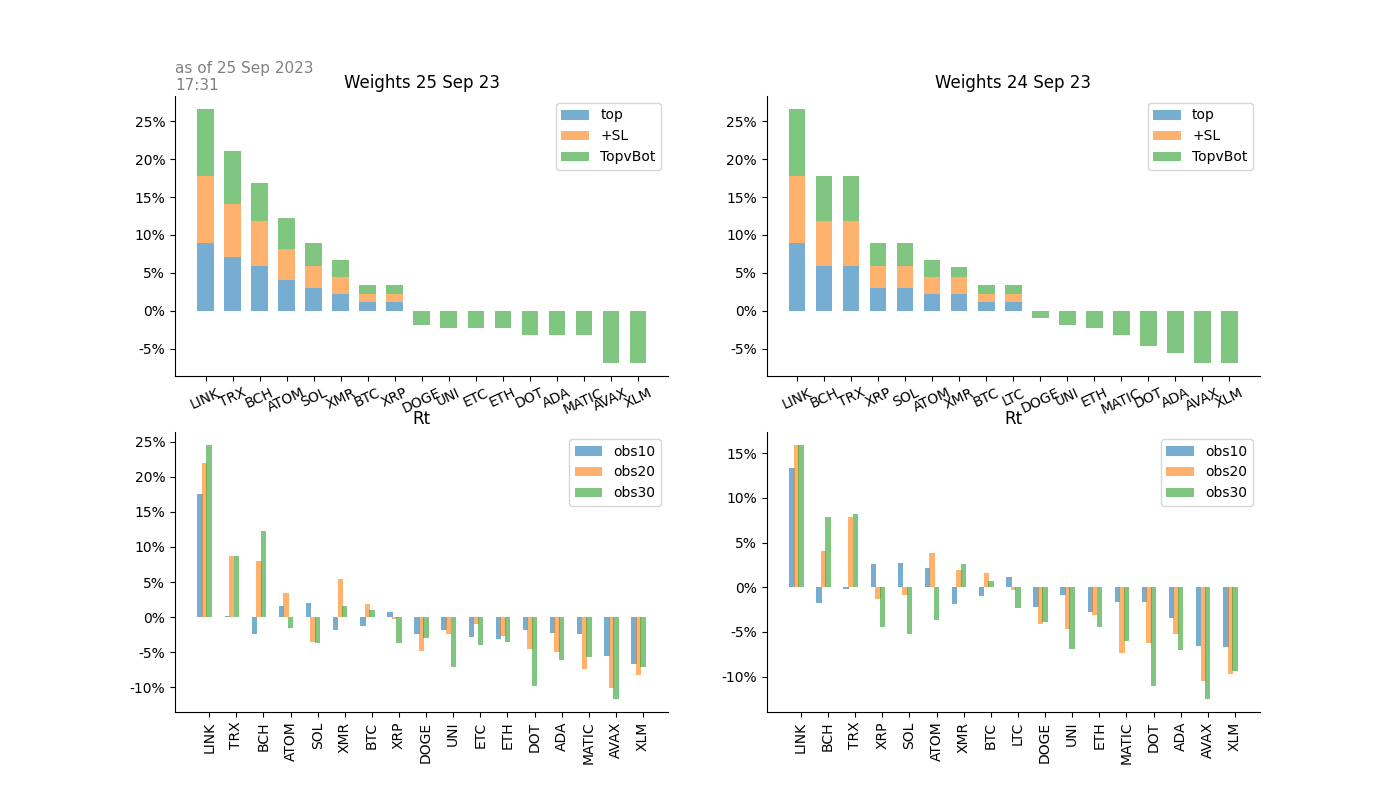 as of 25 Sep 2023
17:31
Weights 25 Sep 23
25%
20%
15%
10%
5%
0%
-5%
top
+SL
TopvBot
LINK TRX BCH ATOM SOL XMR BTC XRP DOGE UNI ETC ETH DOT ADA MATIC AVAX XLM
Weights 24 Sep 23
25%
20%
15%
10%
5%
0%
-5%
top
+SL
TopvBot
LINK BCH TRX XRP SOL ATOM XMR BTC LTC DOGE UNI ETH MATIC DOT ADA AVAX XLM
Rt
25%
20%
15%
10%
5%
0%
-5%
-10%
obs10
obs20
obs30
LINK TRX BCH ATOM SOL XMR BTC XRP DOGE UNI ETC ETH DOT ADA MATIC AVAX XLM
Rt
15%
10%
5%
0%
-5%
-10%
obs10
obs20
obs30
LINK BCH TRX XRP SOL ATOM XMR BTC LTC DOGE UNI ETH MATIC DOT ADA AVAX XLM